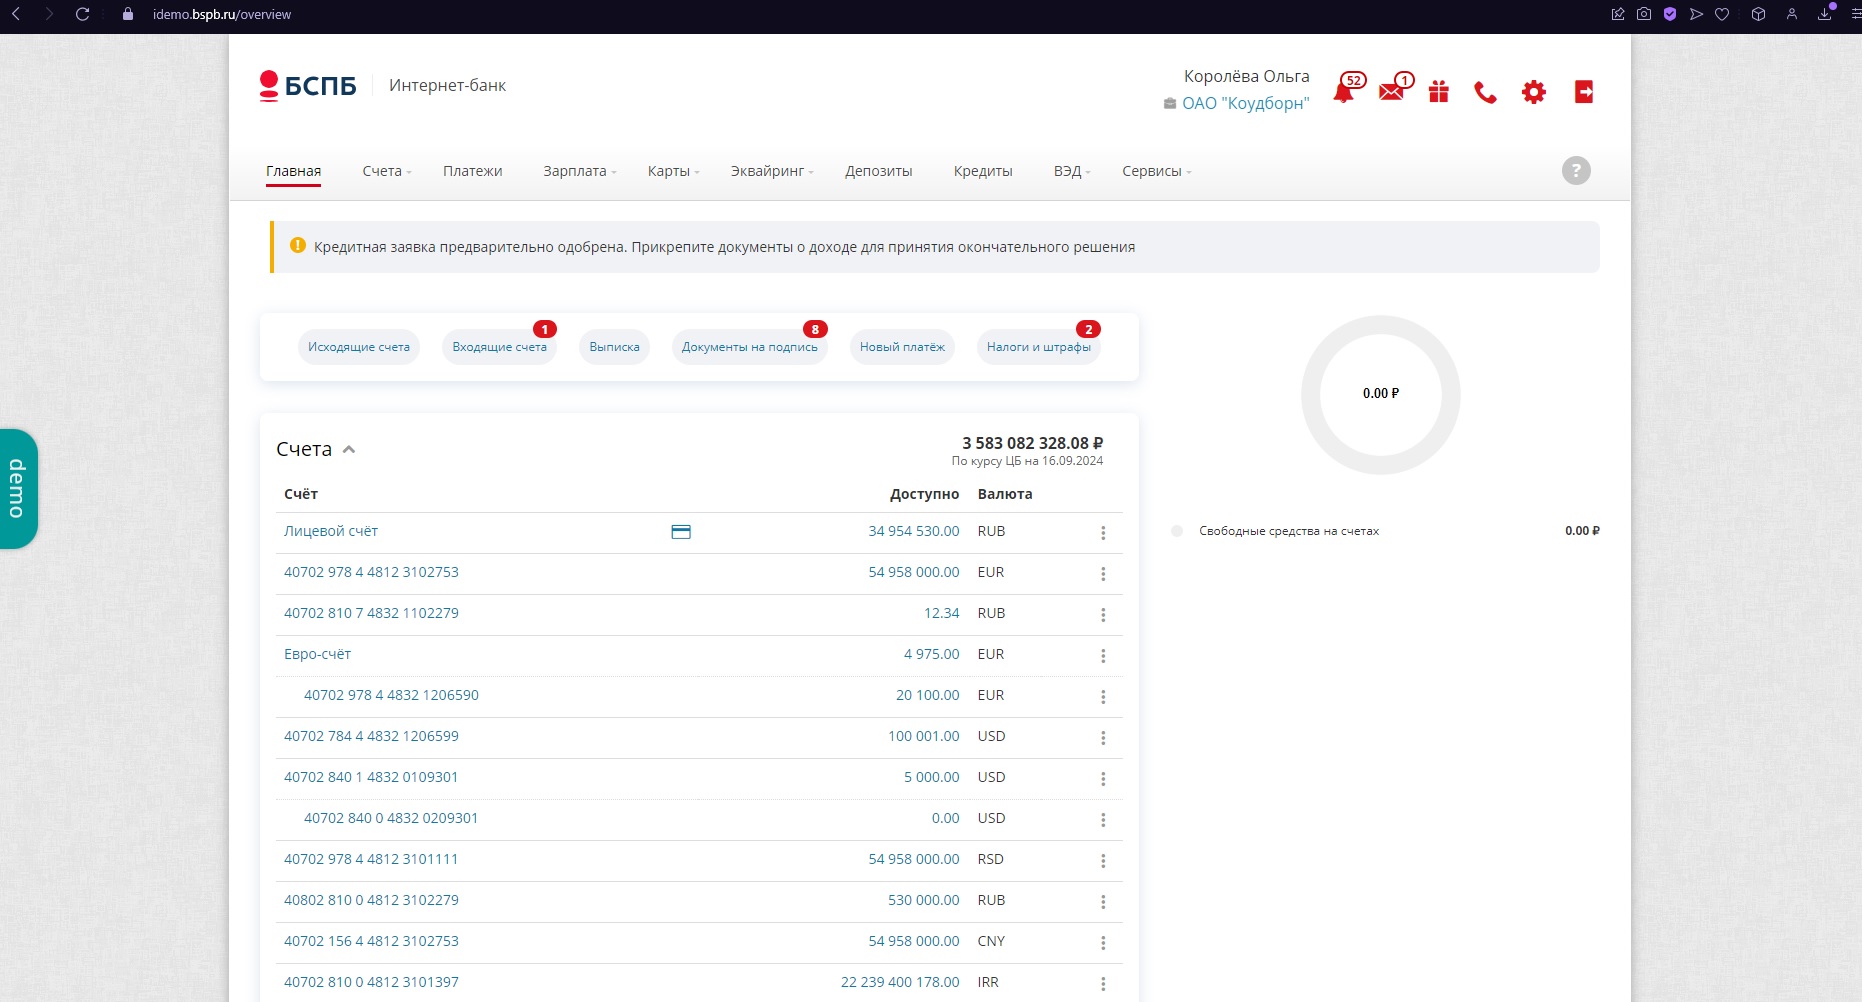 idemo.bspb.ru/overview
БСПБ Интернет-банк
Королёва Ольга
ОАО "Коудборн"
52
1
Главная Счета Платежи Зарплата Карты Эквайринг Депозиты Кредиты ВЭД Сервисы ?
! Кредитная заявка предварительно одобрена. Прикрепите документы о доходе для принятия окончательного решения
1 8 2
Исходящие счета Входящие счета Выписка Документы на подпись Новый платёж Налоги и штрафы
0.00 ₽
Свободные средства на счетах 0.00 ₽
demo
Счета 3 583 082 328.08 ₽
По курсу ЦБ на 16.09.2024
Счёт Доступно Валюта
Лицевой счёт 34 954 530.00 RUB
40702 978 4 4812 3102753 54 958 000.00 EUR
40702 810 7 4832 1102279 12.34 RUB
Евро-счёт 4 975.00 EUR
40702 978 4 4832 1206590 20 100.00 EUR
40702 784 4 4832 1206599 100 001.00 USD
40702 840 1 4832 0109301 5 000.00 USD
40702 840 0 4832 0209301 0.00 USD
40702 978 4 4812 3101111 54 958 000.00 RSD
40802 810 0 4812 3102279 530 000.00 RUB
40702 156 4 4812 3102753 54 958 000.00 CNY
40702 810 0 4812 3101397 22 239 400 178.00 IRR